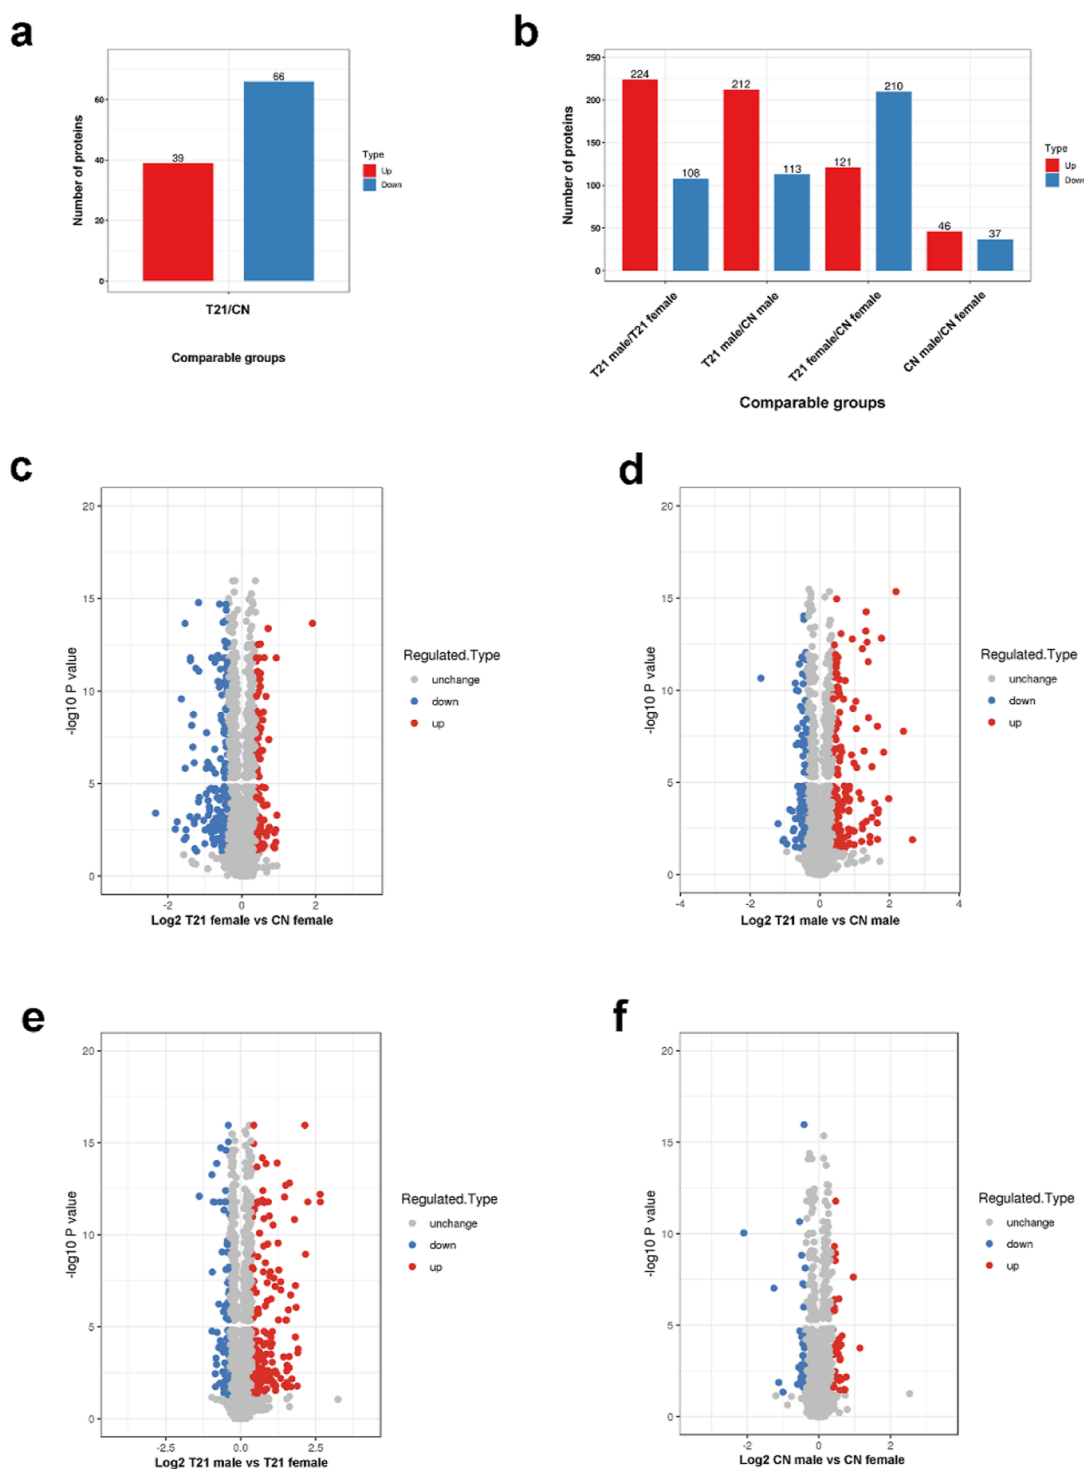 a
Number of proteins
60
40
20
0
39
66
T21/CN
Comparable groups
Type
Up
Down
b
Number of proteins
250
200
150
100
50
0
224
108
212
113
121
210
46
37
T21 male/T21 female
T21 male/CN male
T21 female/CN female
CN male/CN female
Comparable groups
Type
Up
Down
c
-log10 P value
20
15
10
5
0
-2
0
2
Log2 T21 female vs CN female
Regulated.Type
unchange
down
up
d
-log10 P value
20
15
10
5
0
-4
-2
0
2
4
Log2 T21 male vs CN male
Regulated.Type
unchange
down
up
e
-log10 P value
20
15
10
5
0
-2.5
0.0
2.5
Log2 T21 male vs T21 female
Regulated.Type
unchange
down
up
f
-log10 P value
20
15
10
5
0
-2
0
2
Log2 CN male vs CN female
Regulated.Type
unchange
down
up